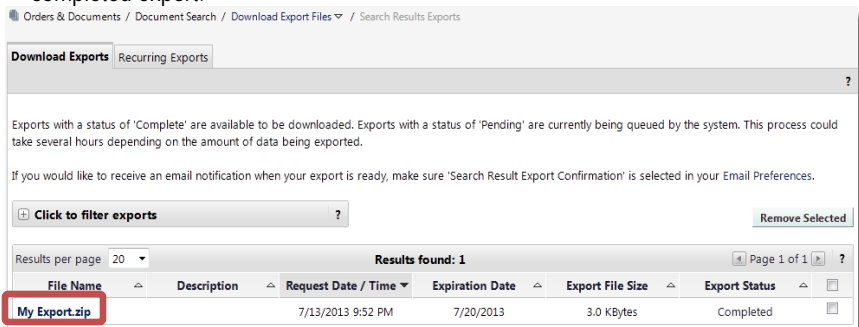 completed export.
Orders & Documents / Document Search / Download Export Files ▼ / Search Results Exports
Download Exports Recurring Exports
?
Exports with a status of 'Complete' are available to be downloaded. Exports with a status of 'Pending' are currently being queued by the system. This process could
take several hours depending on the amount of data being exported.
If you would like to receive an email notification when your export is ready, make sure 'Search Result Export Confirmation' is selected in your Email Preferences.
Click to filter exports ?
Remove Selected
Results per page 20 Results found: 1 Page 1 of 1 ?
File Name Description Request Date / Time Expiration Date Export File Size Export Status
My Export.zip 7/13/2013 9:52 PM 7/20/2013 3.0 KBytes Completed